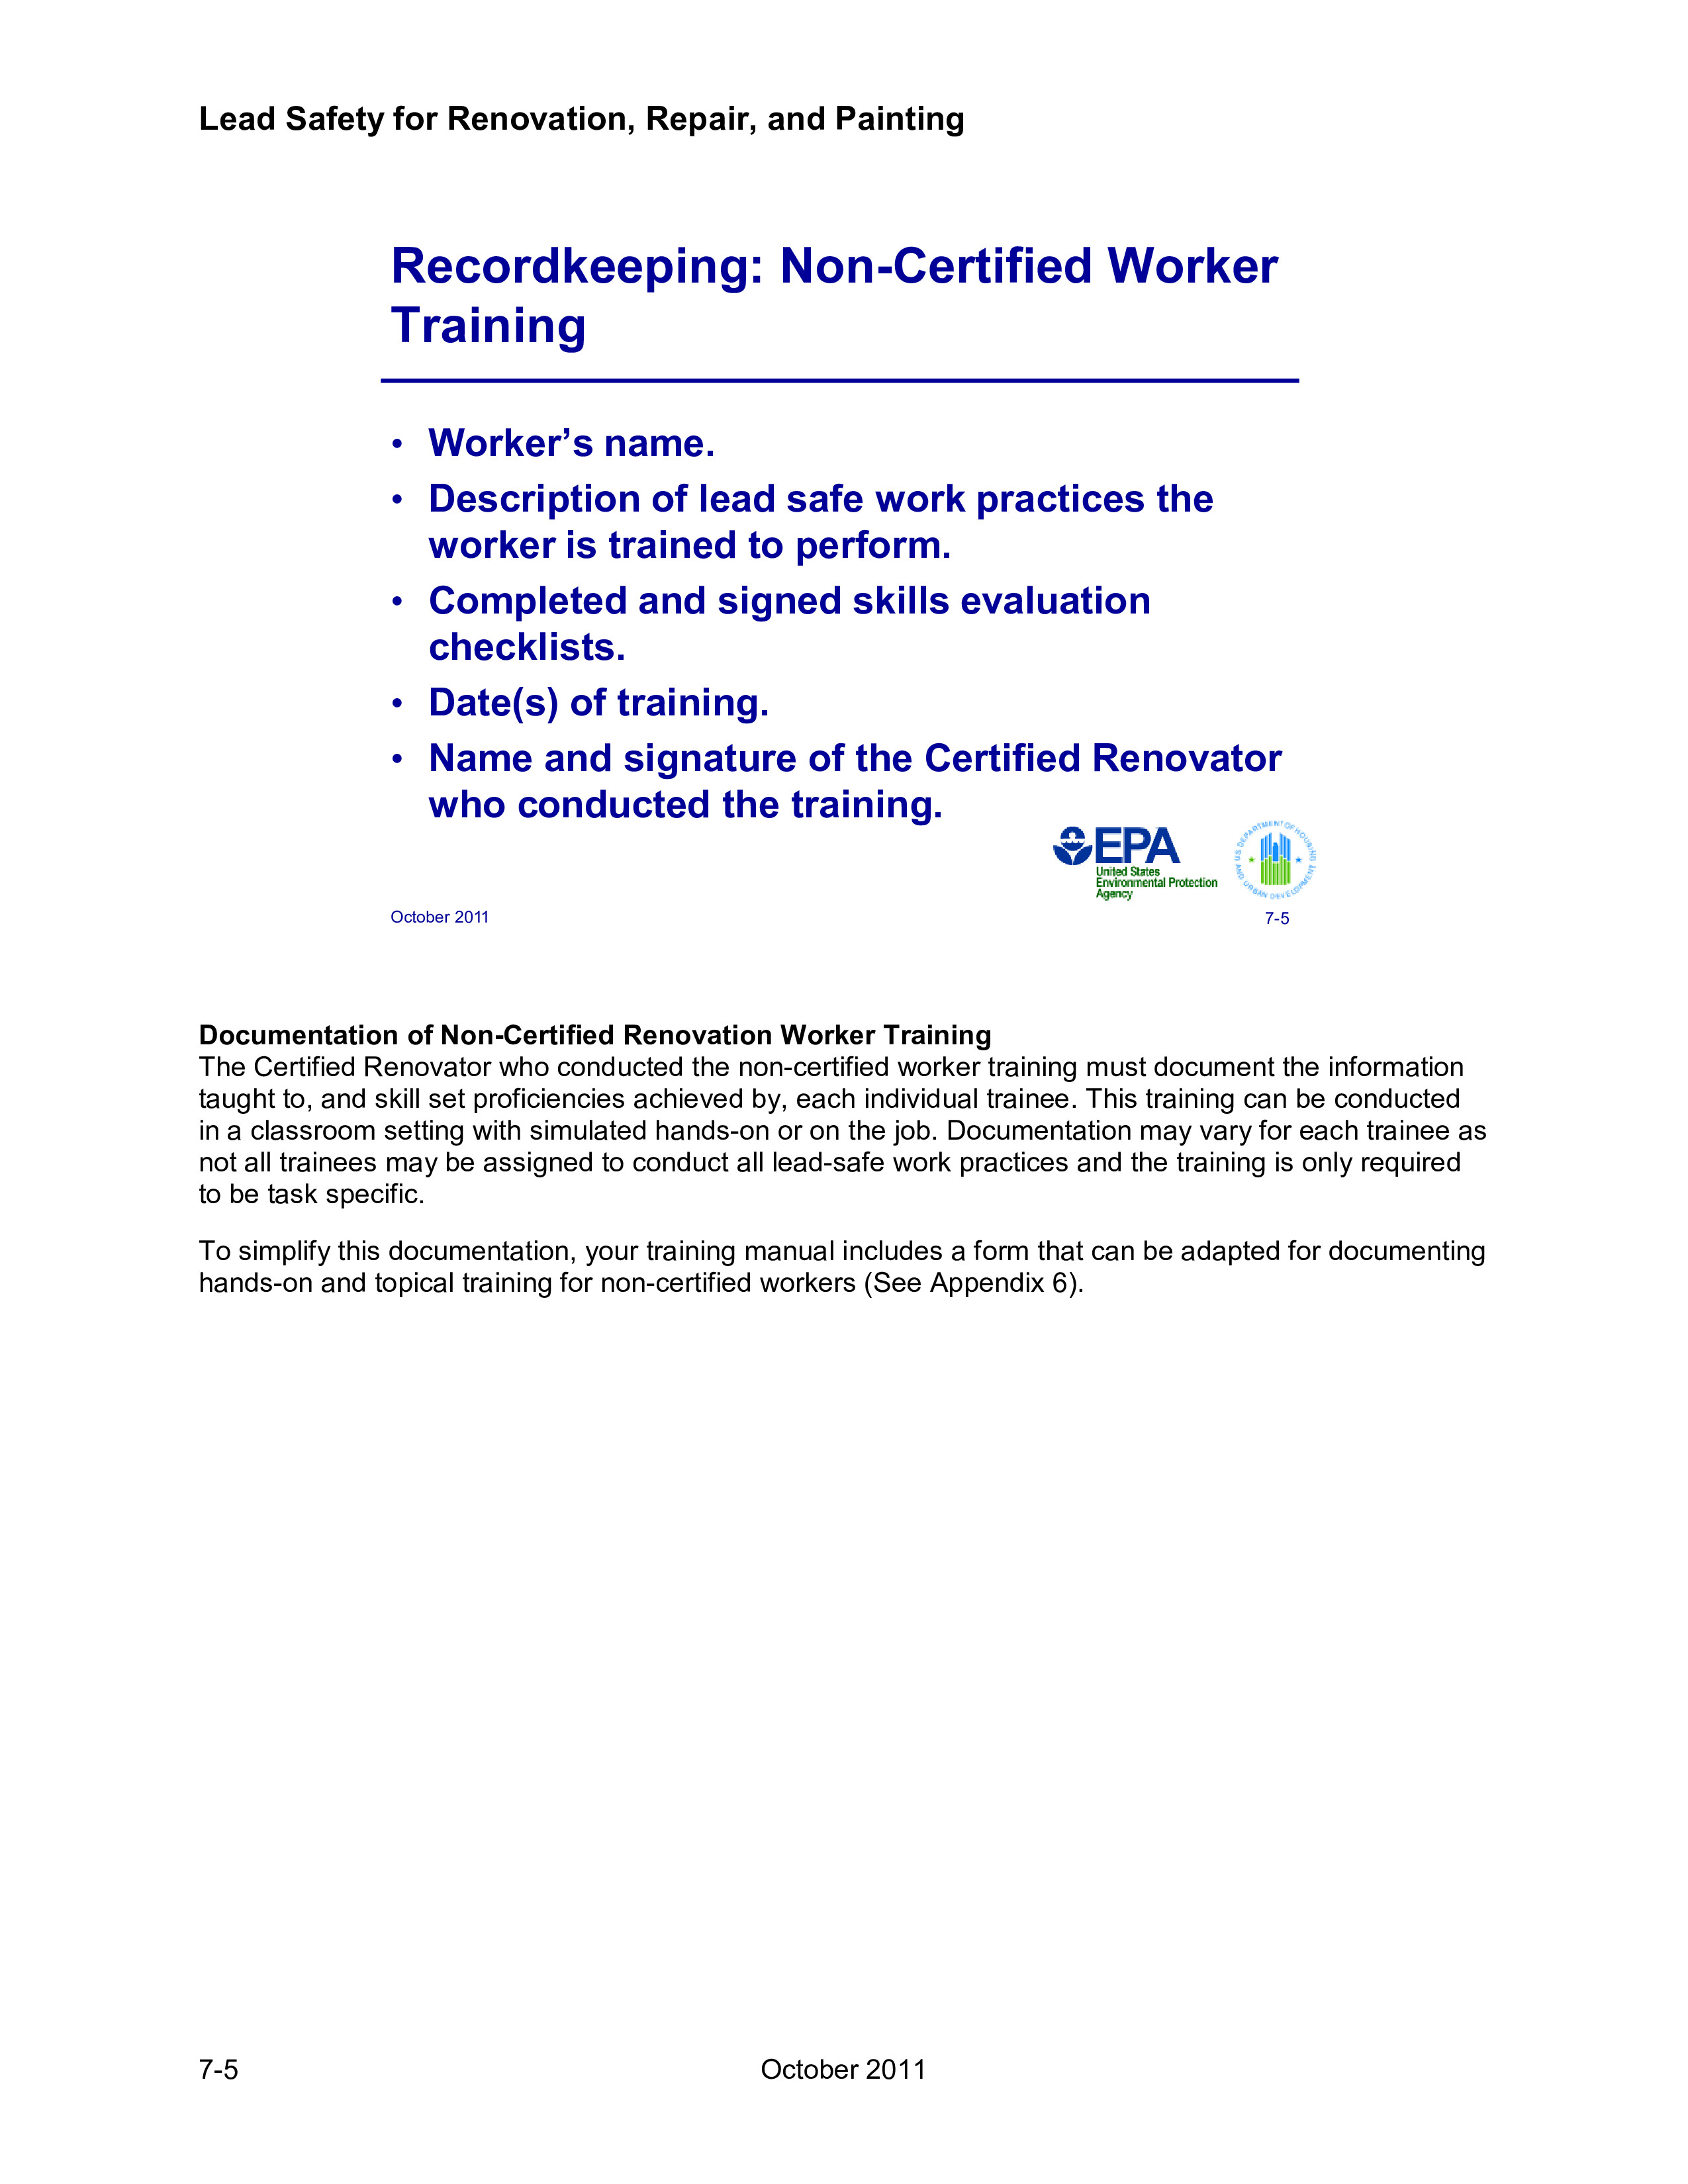 Lead Safety for Renovation, Repair, and Painting
Recordkeeping: Non-Certified Worker
Training
• Worker’s name.
• Description of lead safe work practices the
worker is trained to perform.
• Completed and signed skills evaluation
checklists.
• Date(s) of training.
• Name and signature of the Certified Renovator
who conducted the training.
EPA
United States
Environmental Protection
Agency
U.S. DEPARTMENT OF HOUSING
AND URBAN DEVELOPMENT
October 2011
7-5
Documentation of Non-Certified Renovation Worker Training
The Certified Renovator who conducted the non-certified worker training must document the information
taught to, and skill set proficiencies achieved by, each individual trainee. This training can be conducted
in a classroom setting with simulated hands-on or on the job. Documentation may vary for each trainee as
not all trainees may be assigned to conduct all lead-safe work practices and the training is only required
to be task specific.
To simplify this documentation, your training manual includes a form that can be adapted for documenting
hands-on and topical training for non-certified workers (See Appendix 6).
7-5
October 2011